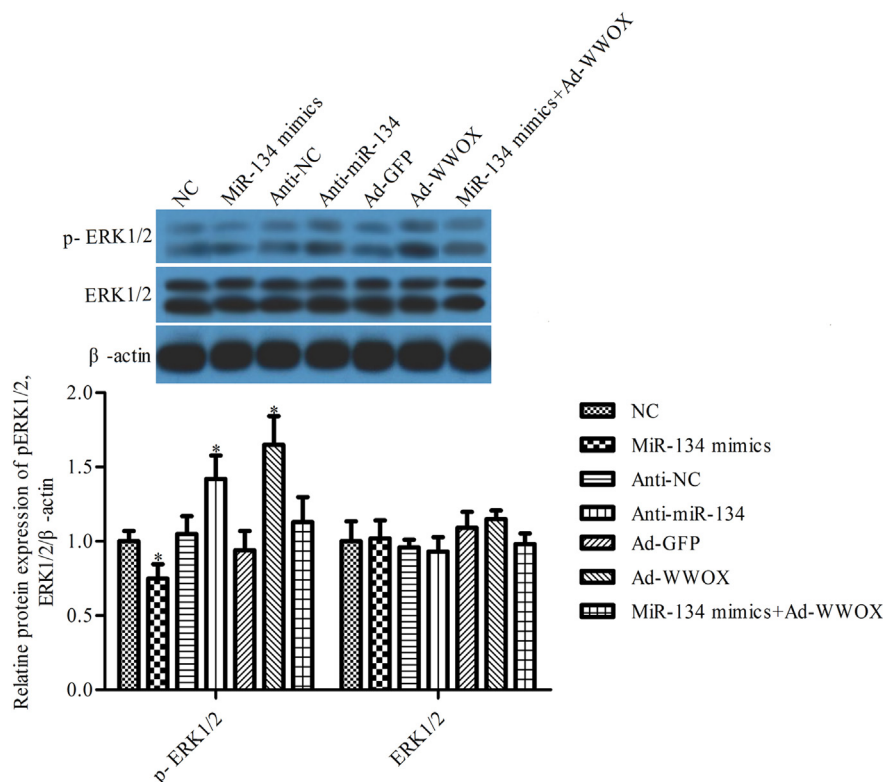 NC
MiR-134 mimics
Anti-NC
Anti-miR-134
Ad-GFP
Ad-WWOX
MiR-134 mimics+Ad-WWOX
p- ERK1/2
ERK1/2
β -actin
Relatine protein expression of pERK1/2,
ERK1/2/β -actin
2.0
1.5
1.0
0.5
0.0
*
*
*
p- ERK1/2
ERK1/2
NC
MiR-134 mimics
Anti-NC
Anti-miR-134
Ad-GFP
Ad-WWOX
MiR-134 mimics+Ad-WWOX